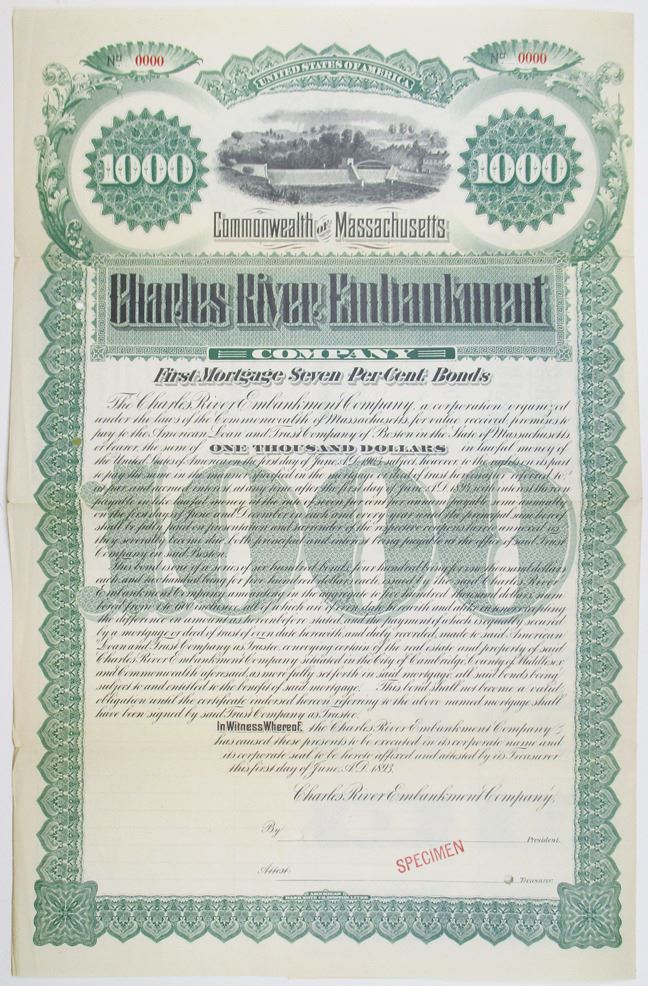 No 0000
No 0000
UNITED STATES OF AMERICA
1000
1000
Commonwealth of Massachusetts
Charles River Embankment
COMPANY
First Mortgage Seven Per Cent. Bonds
The Charles River Embankment Company, a corporation organized
under the laws of the Commonwealth of Massachusetts, for value received, promises to
pay to the American Loan and Trust Company of Boston in the State of Massachusetts,
or bearer, the sum of ONE THOUSAND DOLLARS in lawful money of
the United States of America on the first day of June, A.D. 1903, subject, however, to the
to pay the same in the manner
on the first days of June and December in each and every year until the principal sum hereof
shall be fully paid on presentation and surrender of the respective coupons hereto annexed as
they severally become due, both principal and interest being payable at the office of said Trust
Company in said Boston.
1000
This bond is one of a series of six hundred bonds, four hundred being for one thousand dollars
each, and two hundred being for five hundred dollars each, issued by the said Charles River
Embankment Company, amounting in the aggregate to five hundred thousand dollars, numbered
bered from 1 to 600 inclusive, all of which are of even date herewith and alike in tenor excepting
the difference in amount as hereinbefore stated, and the payment of which is equally secured
by a mortgage or deed of trust of even date herewith, and duly recorded, made to said American
Loan and Trust Company as Trustee, conveying certain of the real estate and property of said
Charles River Embankment Company, situated in the City of Cambridge, County of Middlesex
and Commonwealth aforesaid, as more fully set forth in said mortgage, all said bonds being
subject to and entitled to the benefit of said mortgage. This bond shall not become a valid
obligation until the certificate endorsed hereon, referring to the above named mortgage shall
have been signed by said Trust Company as Trustee.
In Witness Whereof, the Charles River Embankment Company
has caused these presents to be executed in its corporate name and
its corporate seal to be hereto affixed and attested by its Treasurer
this first day of June, A.D. 1893.
Charles River Embankment Company.
By President.
SPECIMEN
Attest: Treasurer.
AMERICAN
BANK NOTE CO. BOSTON LITH.